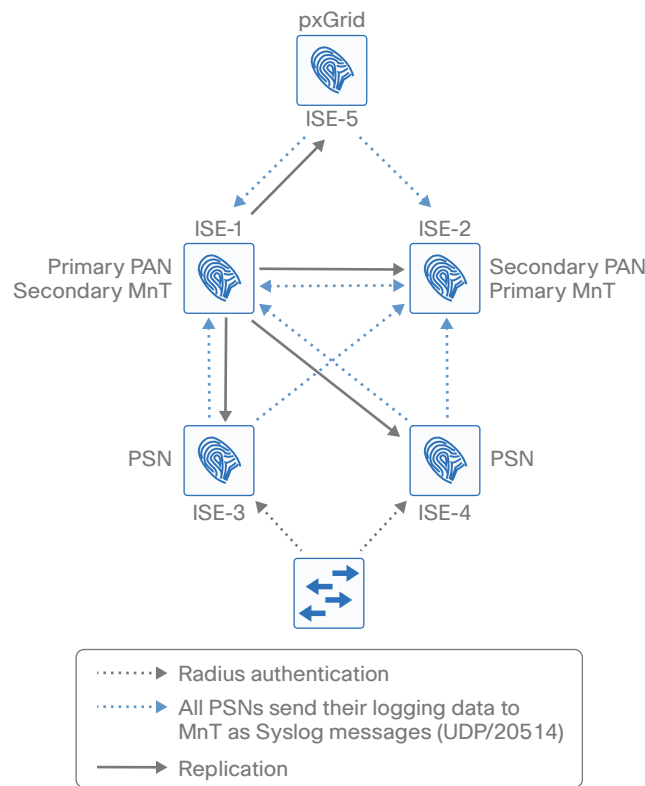 pxGrid
ISE-5
ISE-1
ISE-2
Primary PAN
Secondary MnT
Secondary PAN
Primary MnT
PSN
PSN
ISE-3
ISE-4
Radius authentication
All PSNs send their logging data to
MnT as Syslog messages (UDP/20514)
Replication